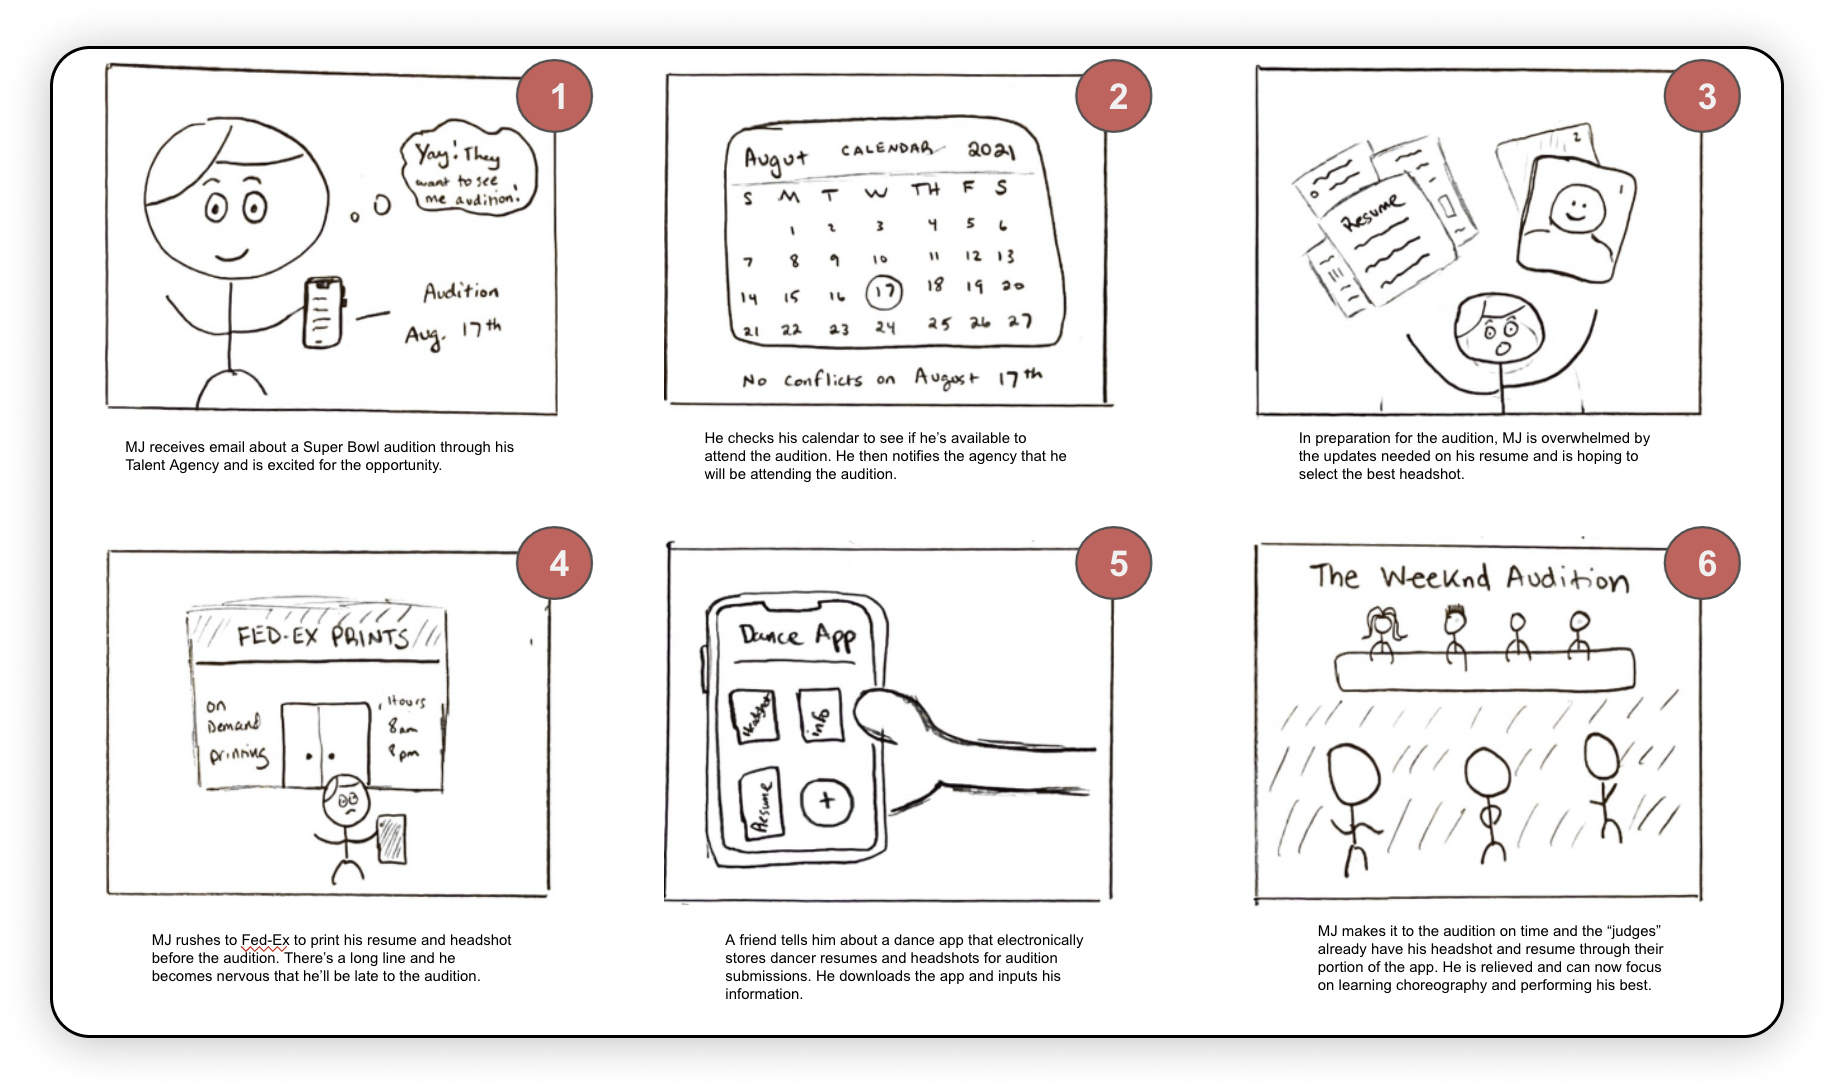 1
Yay! They
want to see
me audition!
Audition
Aug. 17th
MJ receives email about a Super Bowl audition through his
Talent Agency and is excited for the opportunity.
2
Augut CALENDAR 2021
S M T W TH F S
1 2 3 4 5 6
7 8 9 10 11 12 13
14 15 16 17 18 19 20
21 22 23 24 25 26 27
No conflicts on August 17th
He checks his calendar to see if he's available to
attend the audition. He then notifies the agency that he
will be attending the audition.
3
2
1
Resume
In preparation for the audition, MJ is overwhelmed by
the updates needed on his resume and is hoping to
select the best headshot.
4
FED-EX PRINTS
on
Demand
printing
Hours
8am
8pm
MJ rushes to Fed-Ex to print his resume and headshot
before the audition. There's a long line and he
becomes nervous that he'll be late to the audition.
5
Dance App
Headshot
Info
Resume
+
A friend tells him about a dance app that electronically
stores dancer resumes and headshots for audition
submissions. He downloads the app and inputs his
information.
6
The Weeknd Audition
MJ makes it to the audition on time and the “judges”
already have his headshot and resume through their
portion of the app. He is relieved and can now focus
on learning choreography and performing his best.